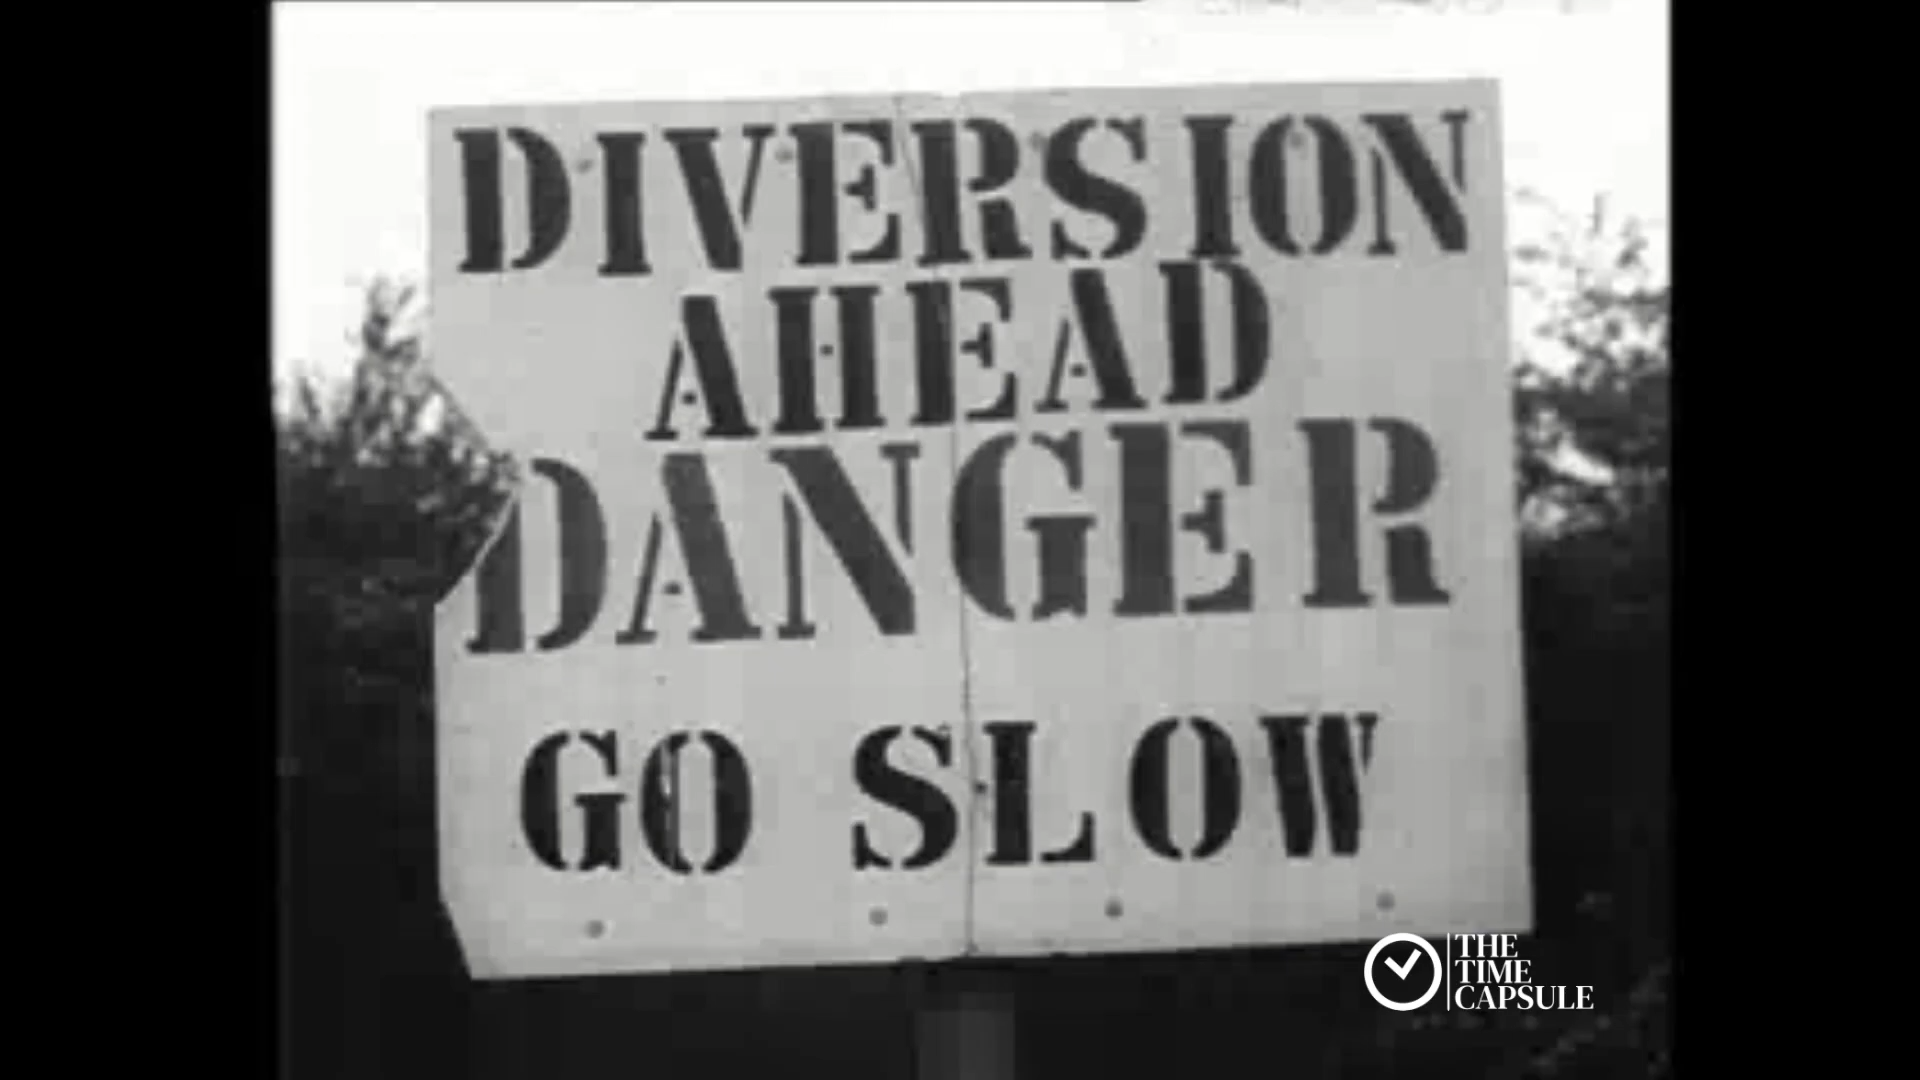 DIVERSION
AHEAD
DANGER
GO SLOW
THE
TIME
CAPSULE